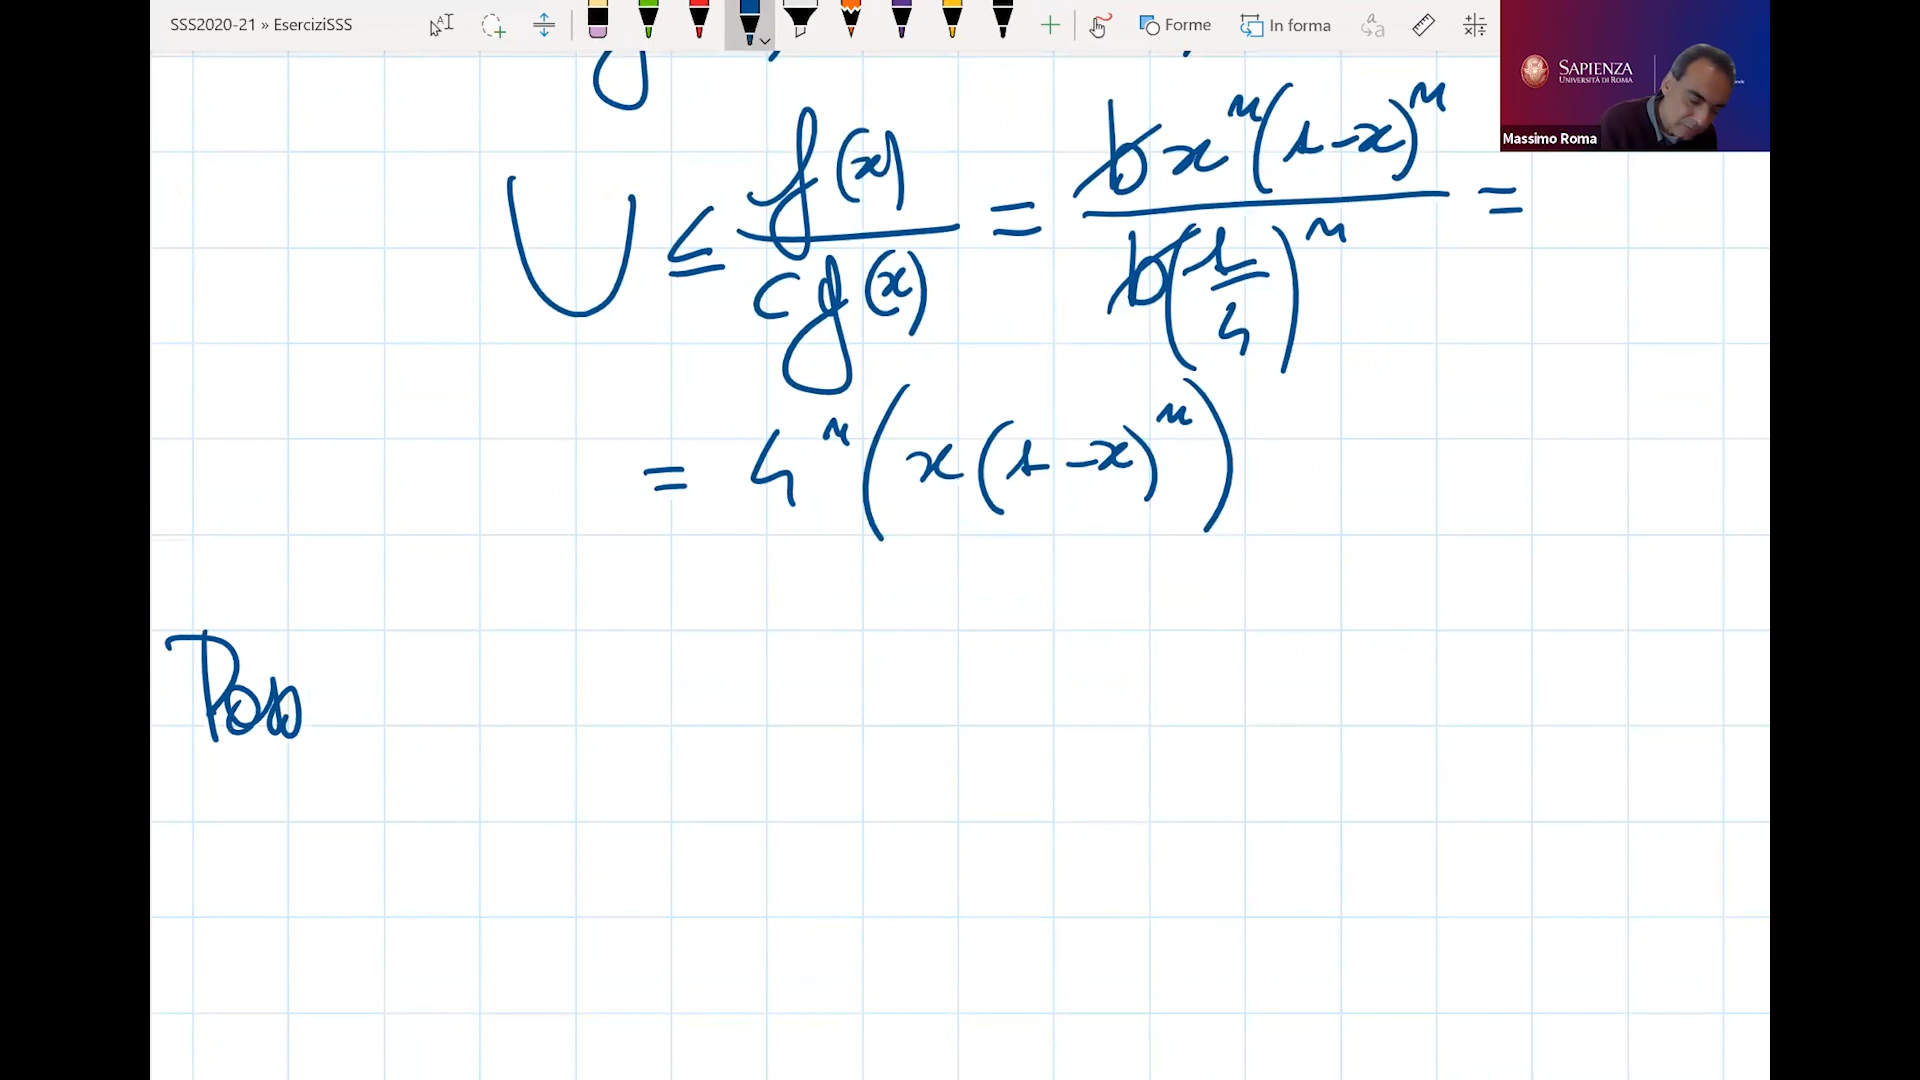 SSS2020-21 » EserciziSSS
Forme
In forma
SAPIENZA
UNIVERSITÀ DI ROMA
Massimo Roma
U ≤ f(x) / c g(x) = b x^n (1-x)^n / b (1/4)^n =
= 4^n ( x (1-x)^n )